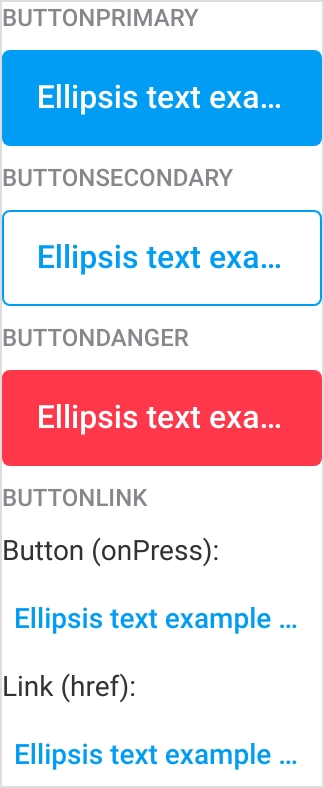 BUTTONPRIMARY
Ellipsis text exa...
BUTTONSECONDARY
Ellipsis text exa...
BUTTONDANGER
Ellipsis text exa...
BUTTONLINK
Button (onPress):
Ellipsis text example ...
Link (href):
Ellipsis text example ...